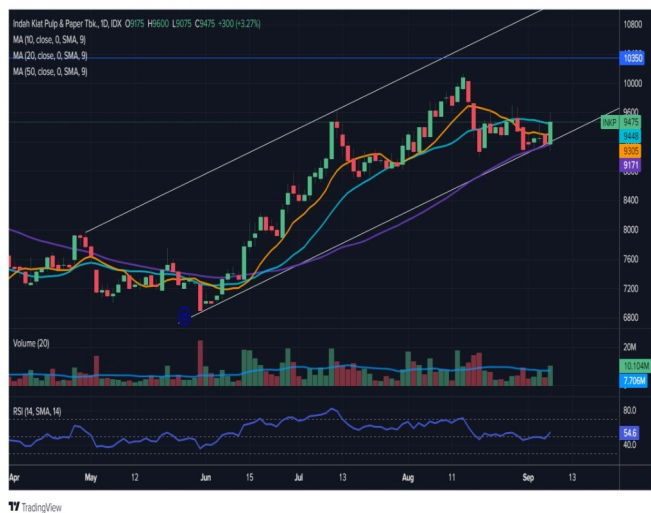 Indah Kiat Pulp & Paper Tbk., 1D, IDX O9175 H9600 L9075 C9475 +300 (+3.27%)
MA (10, close, 0, SMA, 9)
MA (20, close, 0, SMA, 9)
MA (50, close, 0, SMA, 9)
10800
10350
10000
9600
INKP 9475
9448
9305
9171
8400
8000
7600
7200
6800
Volume (20)
20M
10.104M
7.706M
RSI (14, SMA, 14)
80.0
54.6
40.0
Apr May 12 Jun 15 Jul 13 Aug 11 Sep 13
TradingView